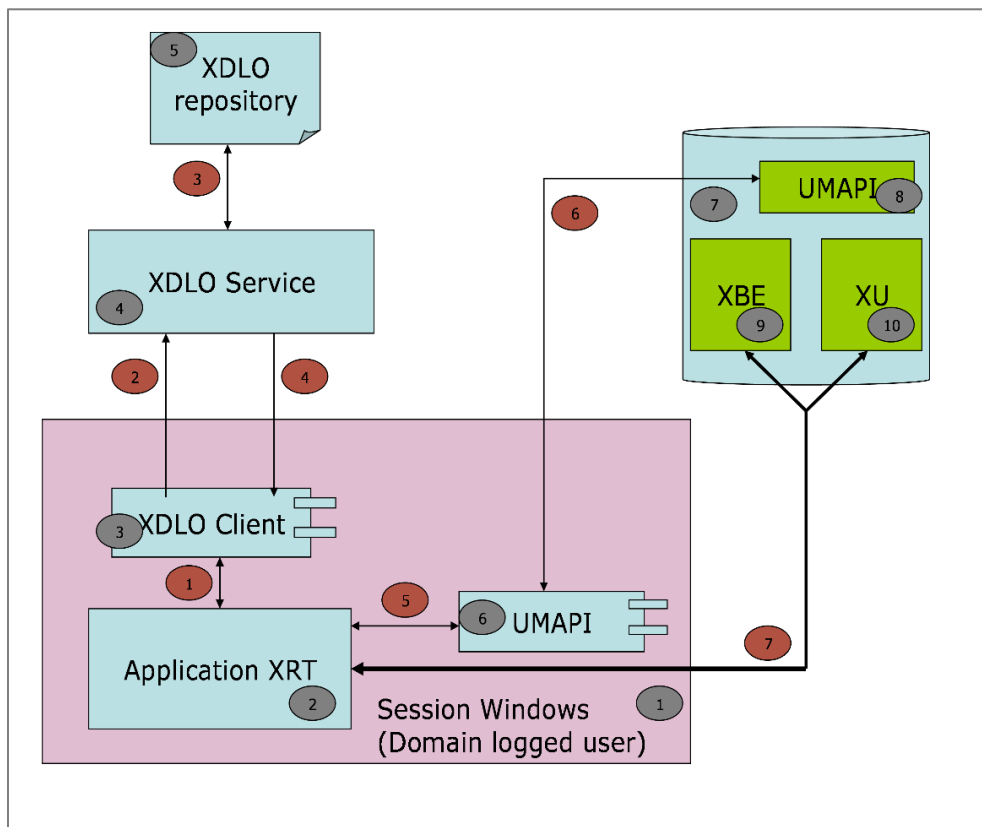 5
XDLO
repository
3
UMAPI
8
7
6
XDLO Service
4
XBE
9
XU
10
2
4
XDLO Client
3
1
5
6
UMAPI
7
Application XRT
2
1
Session Windows
(Domain logged user)